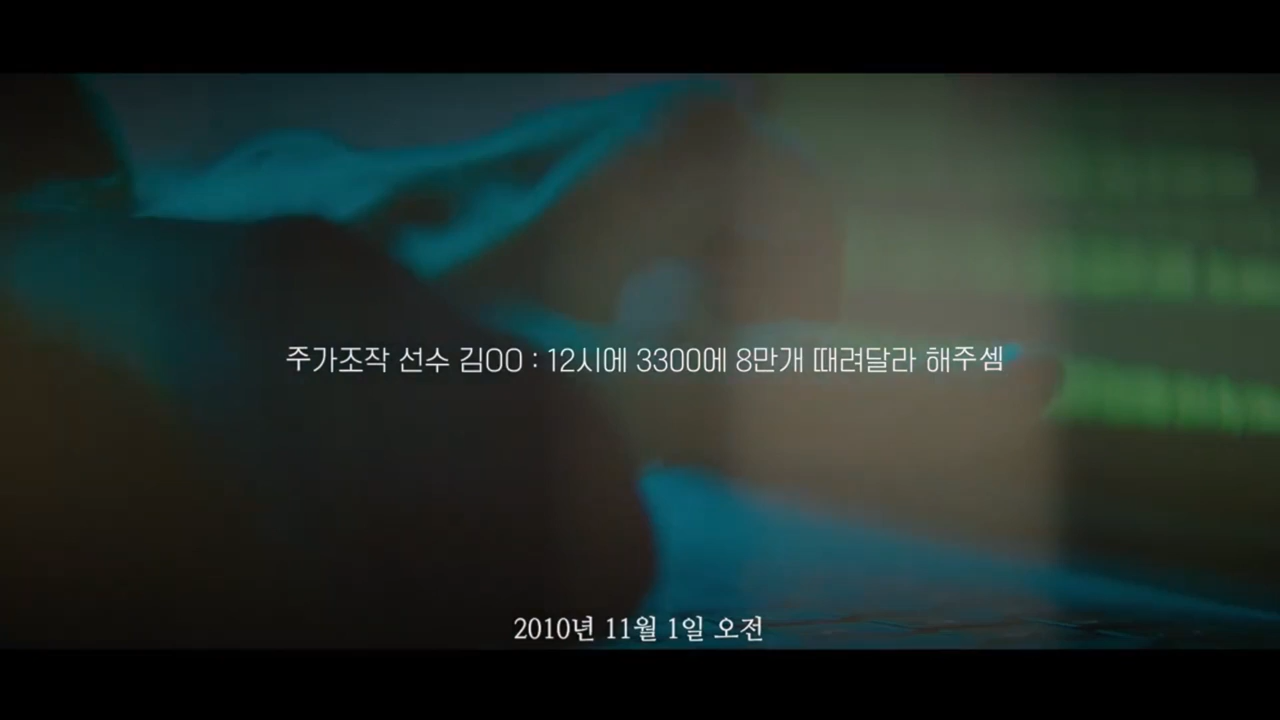 주가조작 선수 김OO : 12시에 3300에 8만개 때려달라 해주셈
2010년 11월 1일 오전